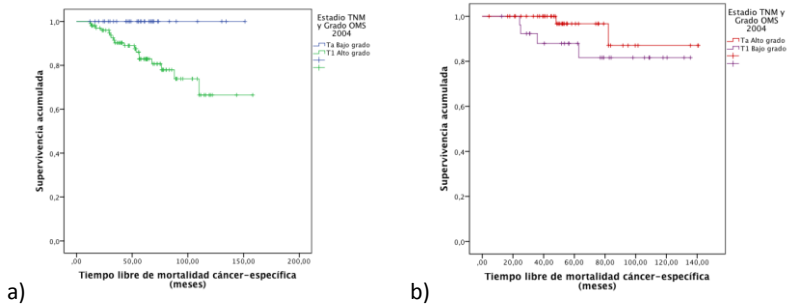 Estadio TNM
y Grado OMS
2004
Ta Bajo grado
T1 Alto grado
1,0
0,8
0,6
0,4
0,2
0,0
Supervivencia acumulada
,00 50,00 100,00 150,00 200,00
Tiempo libre de mortalidad cáncer-específica
(meses)
a)
Estadio TNM y
Grado OMS
2004
Ta Alto grado
T1 Bajo grado
1,0
0,8
0,6
0,4
0,2
0,0
Supervivencia acumulada
,00 20,00 40,00 60,00 80,00 100,00 120,00 140,00
Tiempo libre de mortalidad cáncer-específica
(meses)
b)